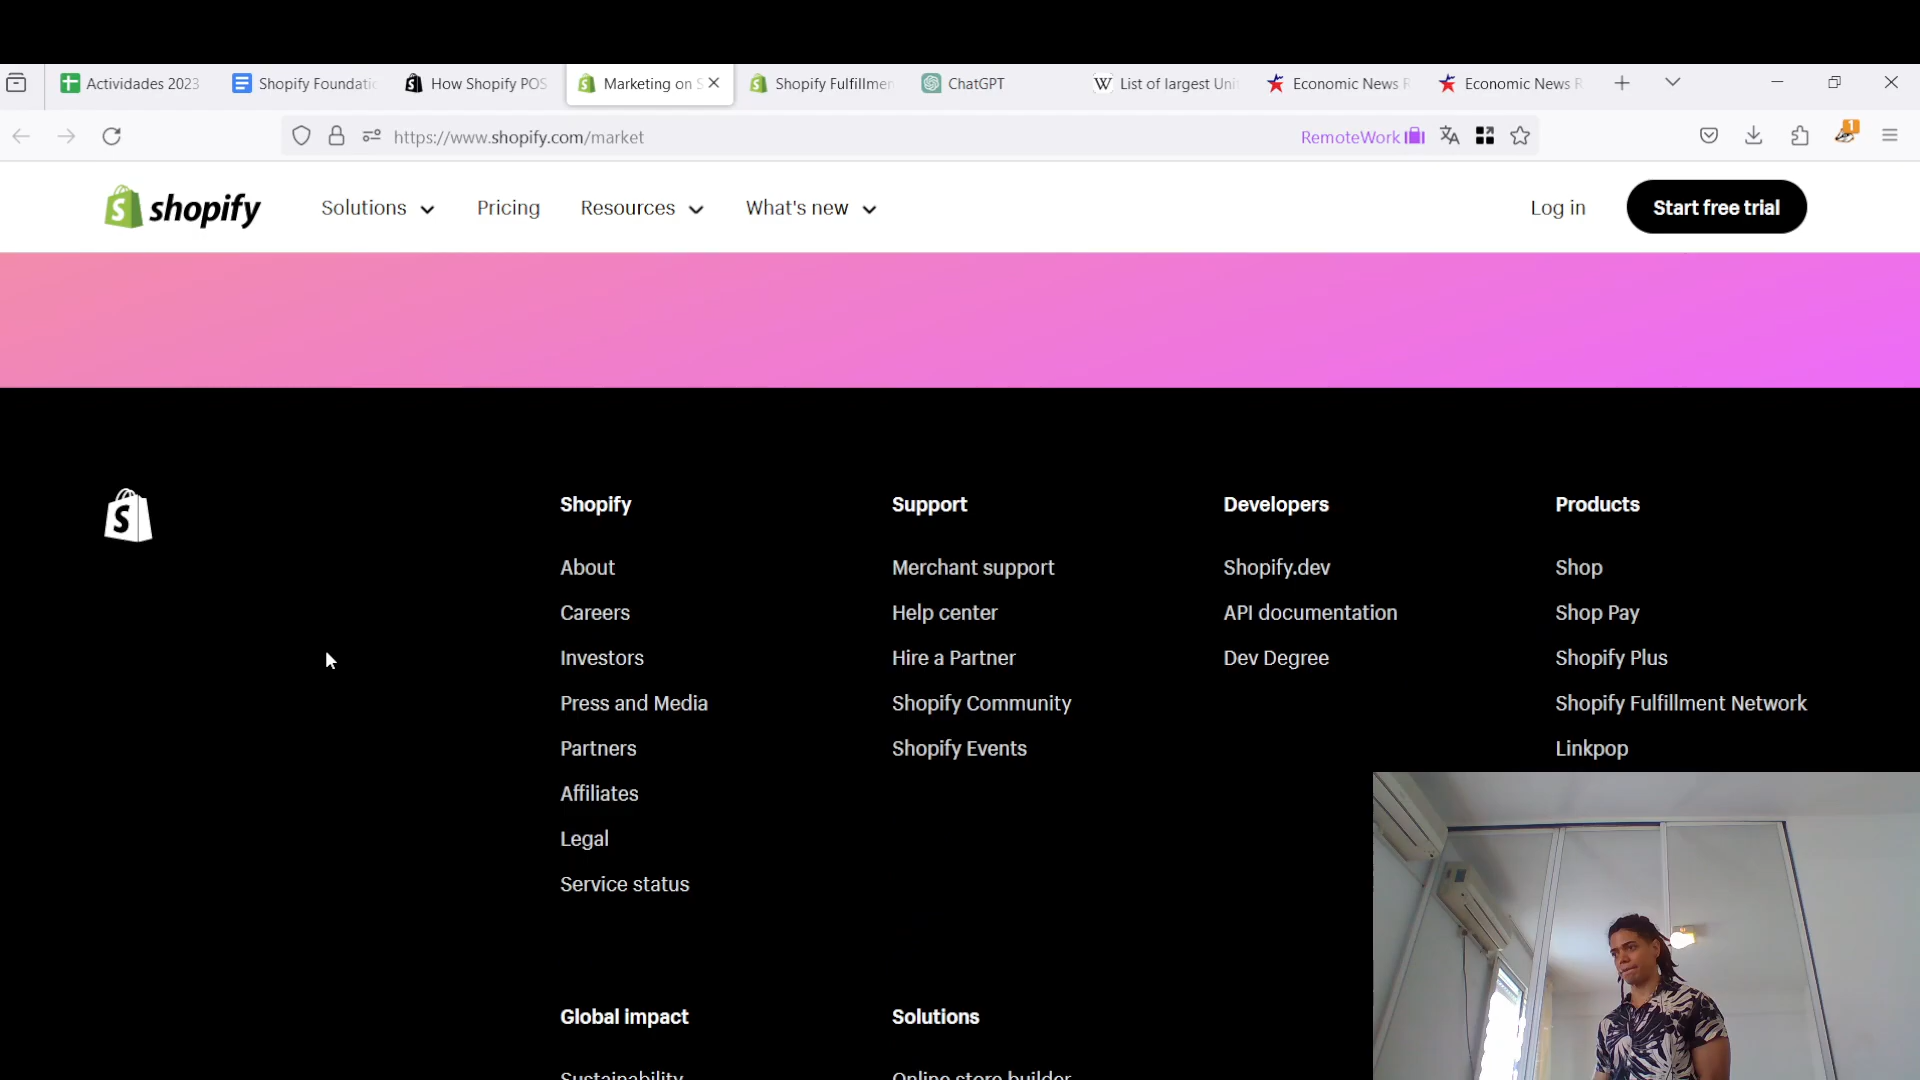 Actividades 2023
Shopify Foundatio
How Shopify POS
Marketing on S
Shopify Fulfillmen
ChatGPT
List of largest Uni
Economic News R
Economic News R
https://www.shopify.com/market
RemoteWork
1
shopify
Solutions
Pricing
Resources
What's new
Log in
Start free trial
Shopify
About
Careers
Investors
Press and Media
Partners
Affiliates
Legal
Service status
Support
Merchant support
Help center
Hire a Partner
Shopify Community
Shopify Events
Developers
Shopify.dev
API documentation
Dev Degree
Products
Shop
Shop Pay
Shopify Plus
Shopify Fulfillment Network
Linkpop
Global impact
Sustainability
Solutions
Online store builder